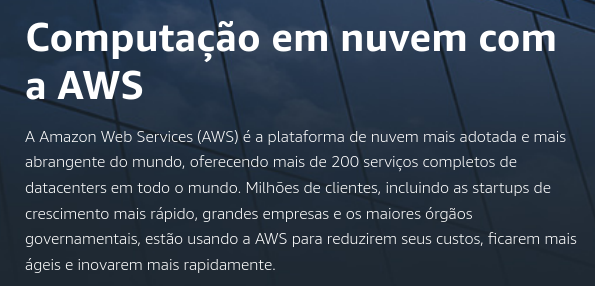 Computação em nuvem com
a AWS
A Amazon Web Services (AWS) é a plataforma de nuvem mais adotada e mais
abrangente do mundo, oferecendo mais de 200 serviços completos de
datacenters em todo o mundo. Milhões de clientes, incluindo as startups de
crescimento mais rápido, grandes empresas e os maiores órgãos
governamentais, estão usando a AWS para reduzirem seus custos, ficarem mais
ágeis e inovarem mais rapidamente.